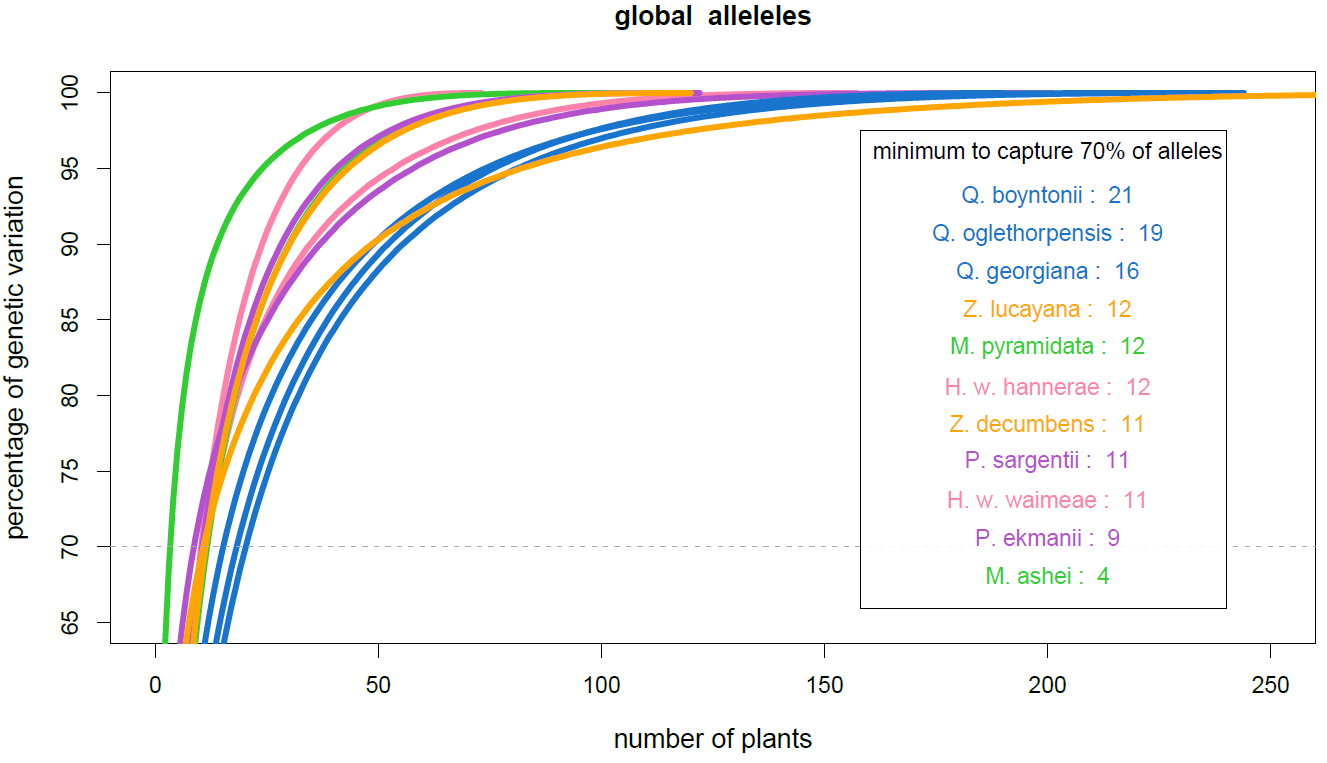 global alleleles
percentage of genetic variation
100
95
90
85
80
75
70
65
minimum to capture 70% of alleles
Q. boyntonii : 21
Q. oglethorpensis : 19
Q. georgiana : 16
Z. lucayana : 12
M. pyramidata : 12
H. w. hannerae : 12
Z. decumbens : 11
P. sargentii : 11
H. w. waimeae : 11
P. ekmanii : 9
M. ashei : 4
0
50
100
150
200
250
number of plants